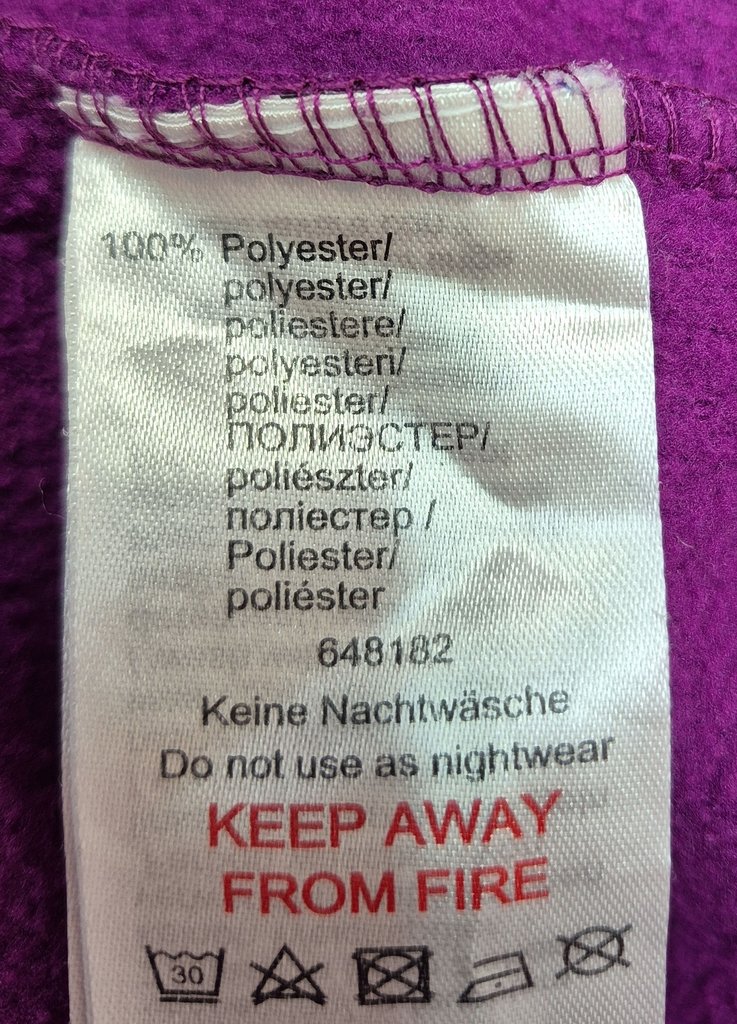 100% Polyester/
polyester/
poliestere/
polyesteri/
poliester/
ПОЛИЭСТЕР/
poliészter/
поліестер /
Poliester/
poliéster
648182
Keine Nachtwäsche
Do not use as nightwear
KEEP AWAY
FROM FIRE
30